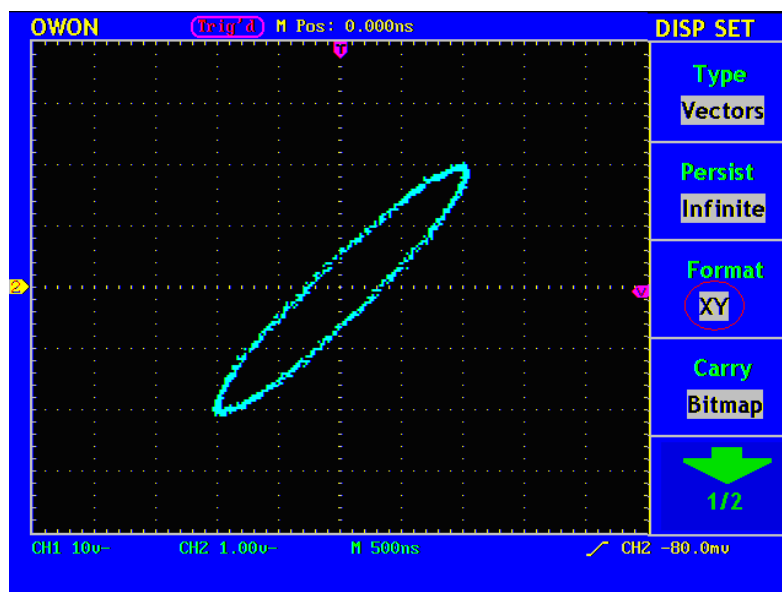 OWON Trig'd M Pos: 0.000ns DISP SET
T
Type
Vectors
Persist
Infinite
2
Format
XY
Carry
Bitmap
1/2
CH1 10v- CH2 1.00v- M 500ns CH2 -80.0mv